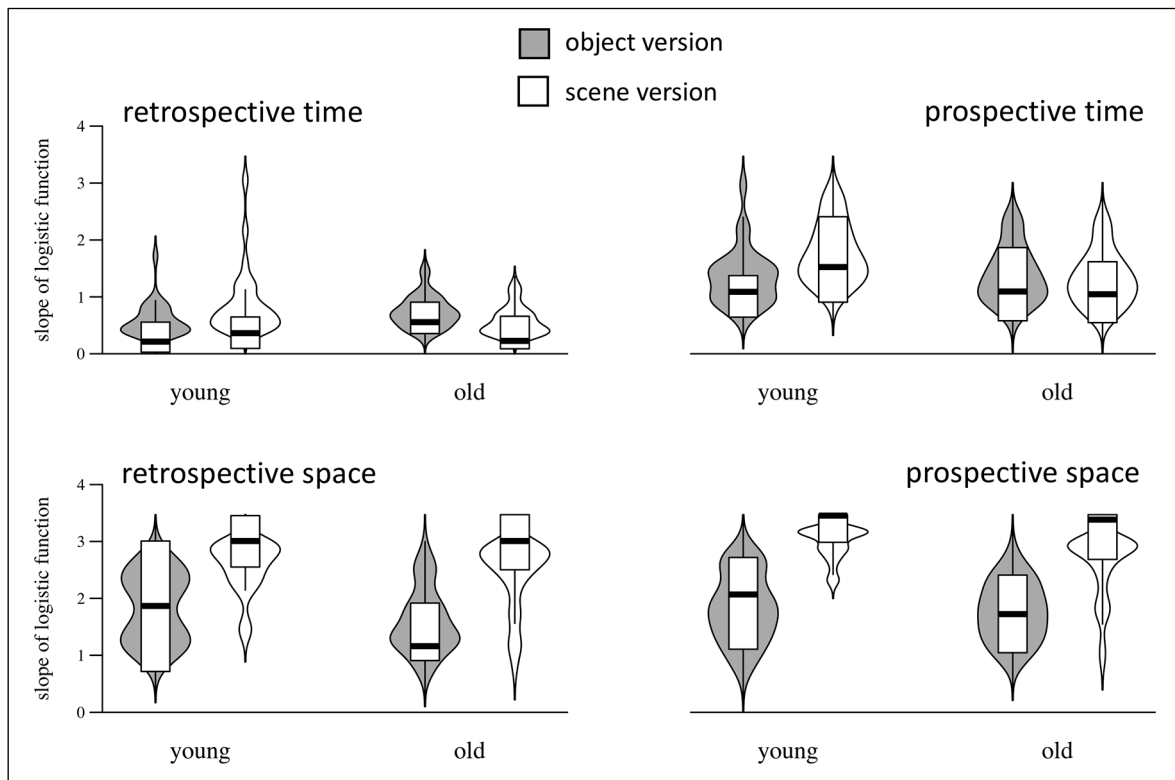 object version
scene version
retrospective time
prospective time
slope of logistic function
4
3
2
1
0
young
old
young
old
retrospective space
prospective space
slope of logistic function
4
3
2
1
0
young
old
young
old